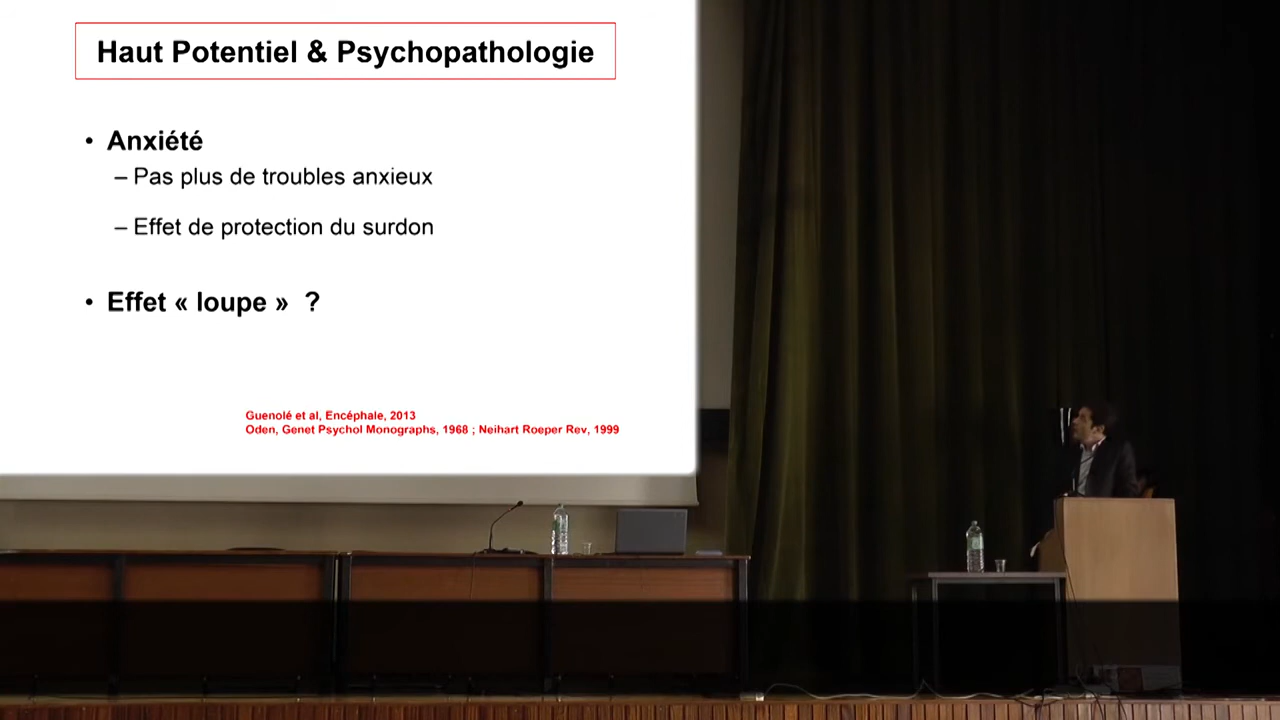 Haut Potentiel & Psychopathologie
• Anxiété
– Pas plus de troubles anxieux
– Effet de protection du surdon
• Effet « loupe »  ?
Guenolé et al, Encéphale, 2013
Oden, Genet Psychol Monographs, 1968 ; Neihart Roeper Rev, 1999